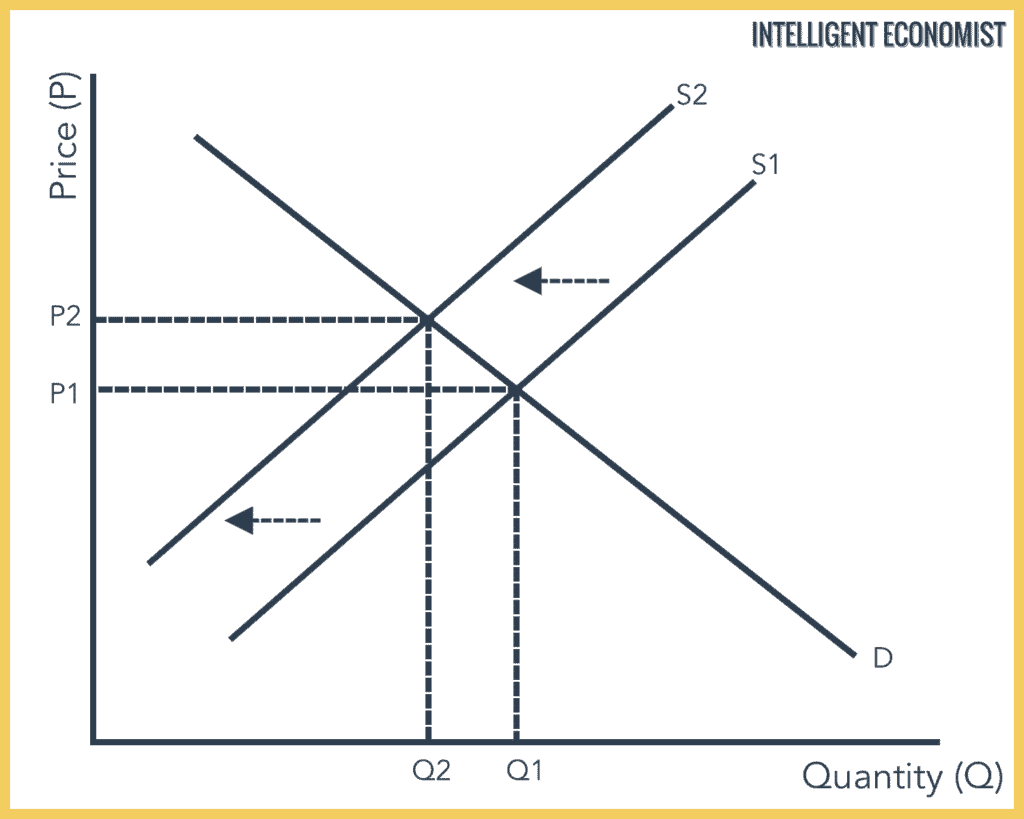 INTELLIGENT ECONOMIST
Price (P)
S2
S1
P2
P1
D
Q2
Q1
Quantity (Q)